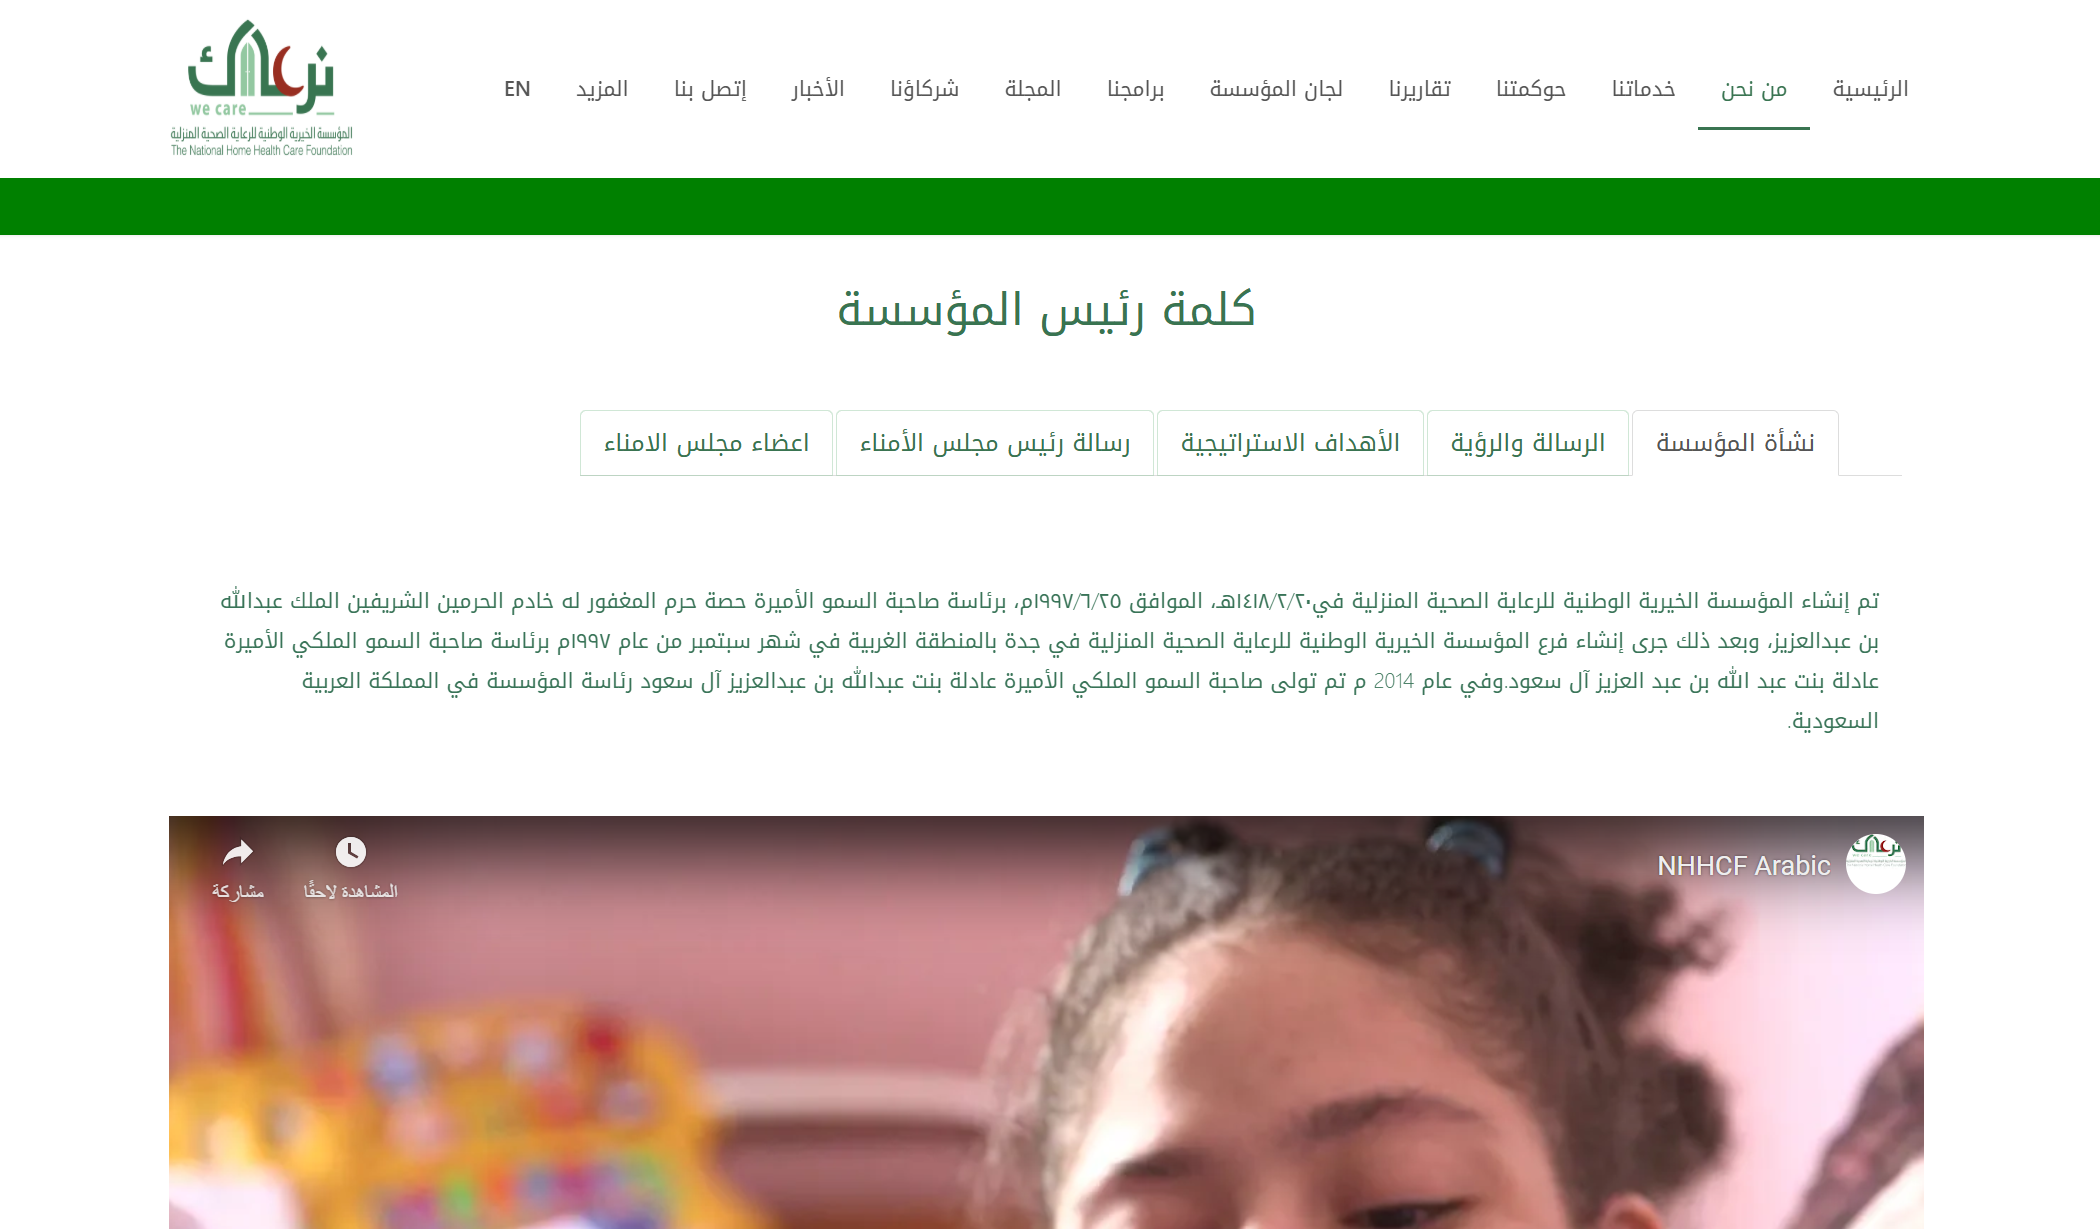 نرعاك
we care
المؤسسة الخيرية الوطنية للرعاية الصحية المنزلية
The National Home Health Care Foundation
الرئيسية
من نحن
خدماتنا
حوكمتنا
تقاريرنا
لجان المؤسسة
برامجنا
المجلة
شركاؤنا
الأخبار
إتصل بنا
المزيد
EN
كلمة رئيس المؤسسة
نشأة المؤسسة
الرسالة والرؤية
الأهداف الاستراتيجية
رسالة رئيس مجلس الأمناء
اعضاء مجلس الامناء
تم إنشاء المؤسسة الخيرية الوطنية للرعاية الصحية المنزلية في١٤١٨/٢/٢٠هـ، الموافق ١٩٩٧/٦/٢٥م، برئاسة صاحبة السمو الأميرة حصة حرم المغفور له خادم الحرمين الشريفين الملك عبدالله
بن عبدالعزيز، وبعد ذلك جرى إنشاء فرع المؤسسة الخيرية الوطنية للرعاية الصحية المنزلية في جدة بالمنطقة الغربية في شهر سبتمبر من عام ١٩٩٧م برئاسة صاحبة السمو الملكي الأميرة
عادلة بنت عبد الله بن عبد العزيز آل سعود.وفي عام 2014 م تم تولى صاحبة السمو الملكي الأميرة عادلة بنت عبدالله بن عبدالعزيز آل سعود رئاسة المؤسسة في المملكة العربية
السعودية.
NHHCF Arabic
المشاهدة لاحقًا
مشاركة